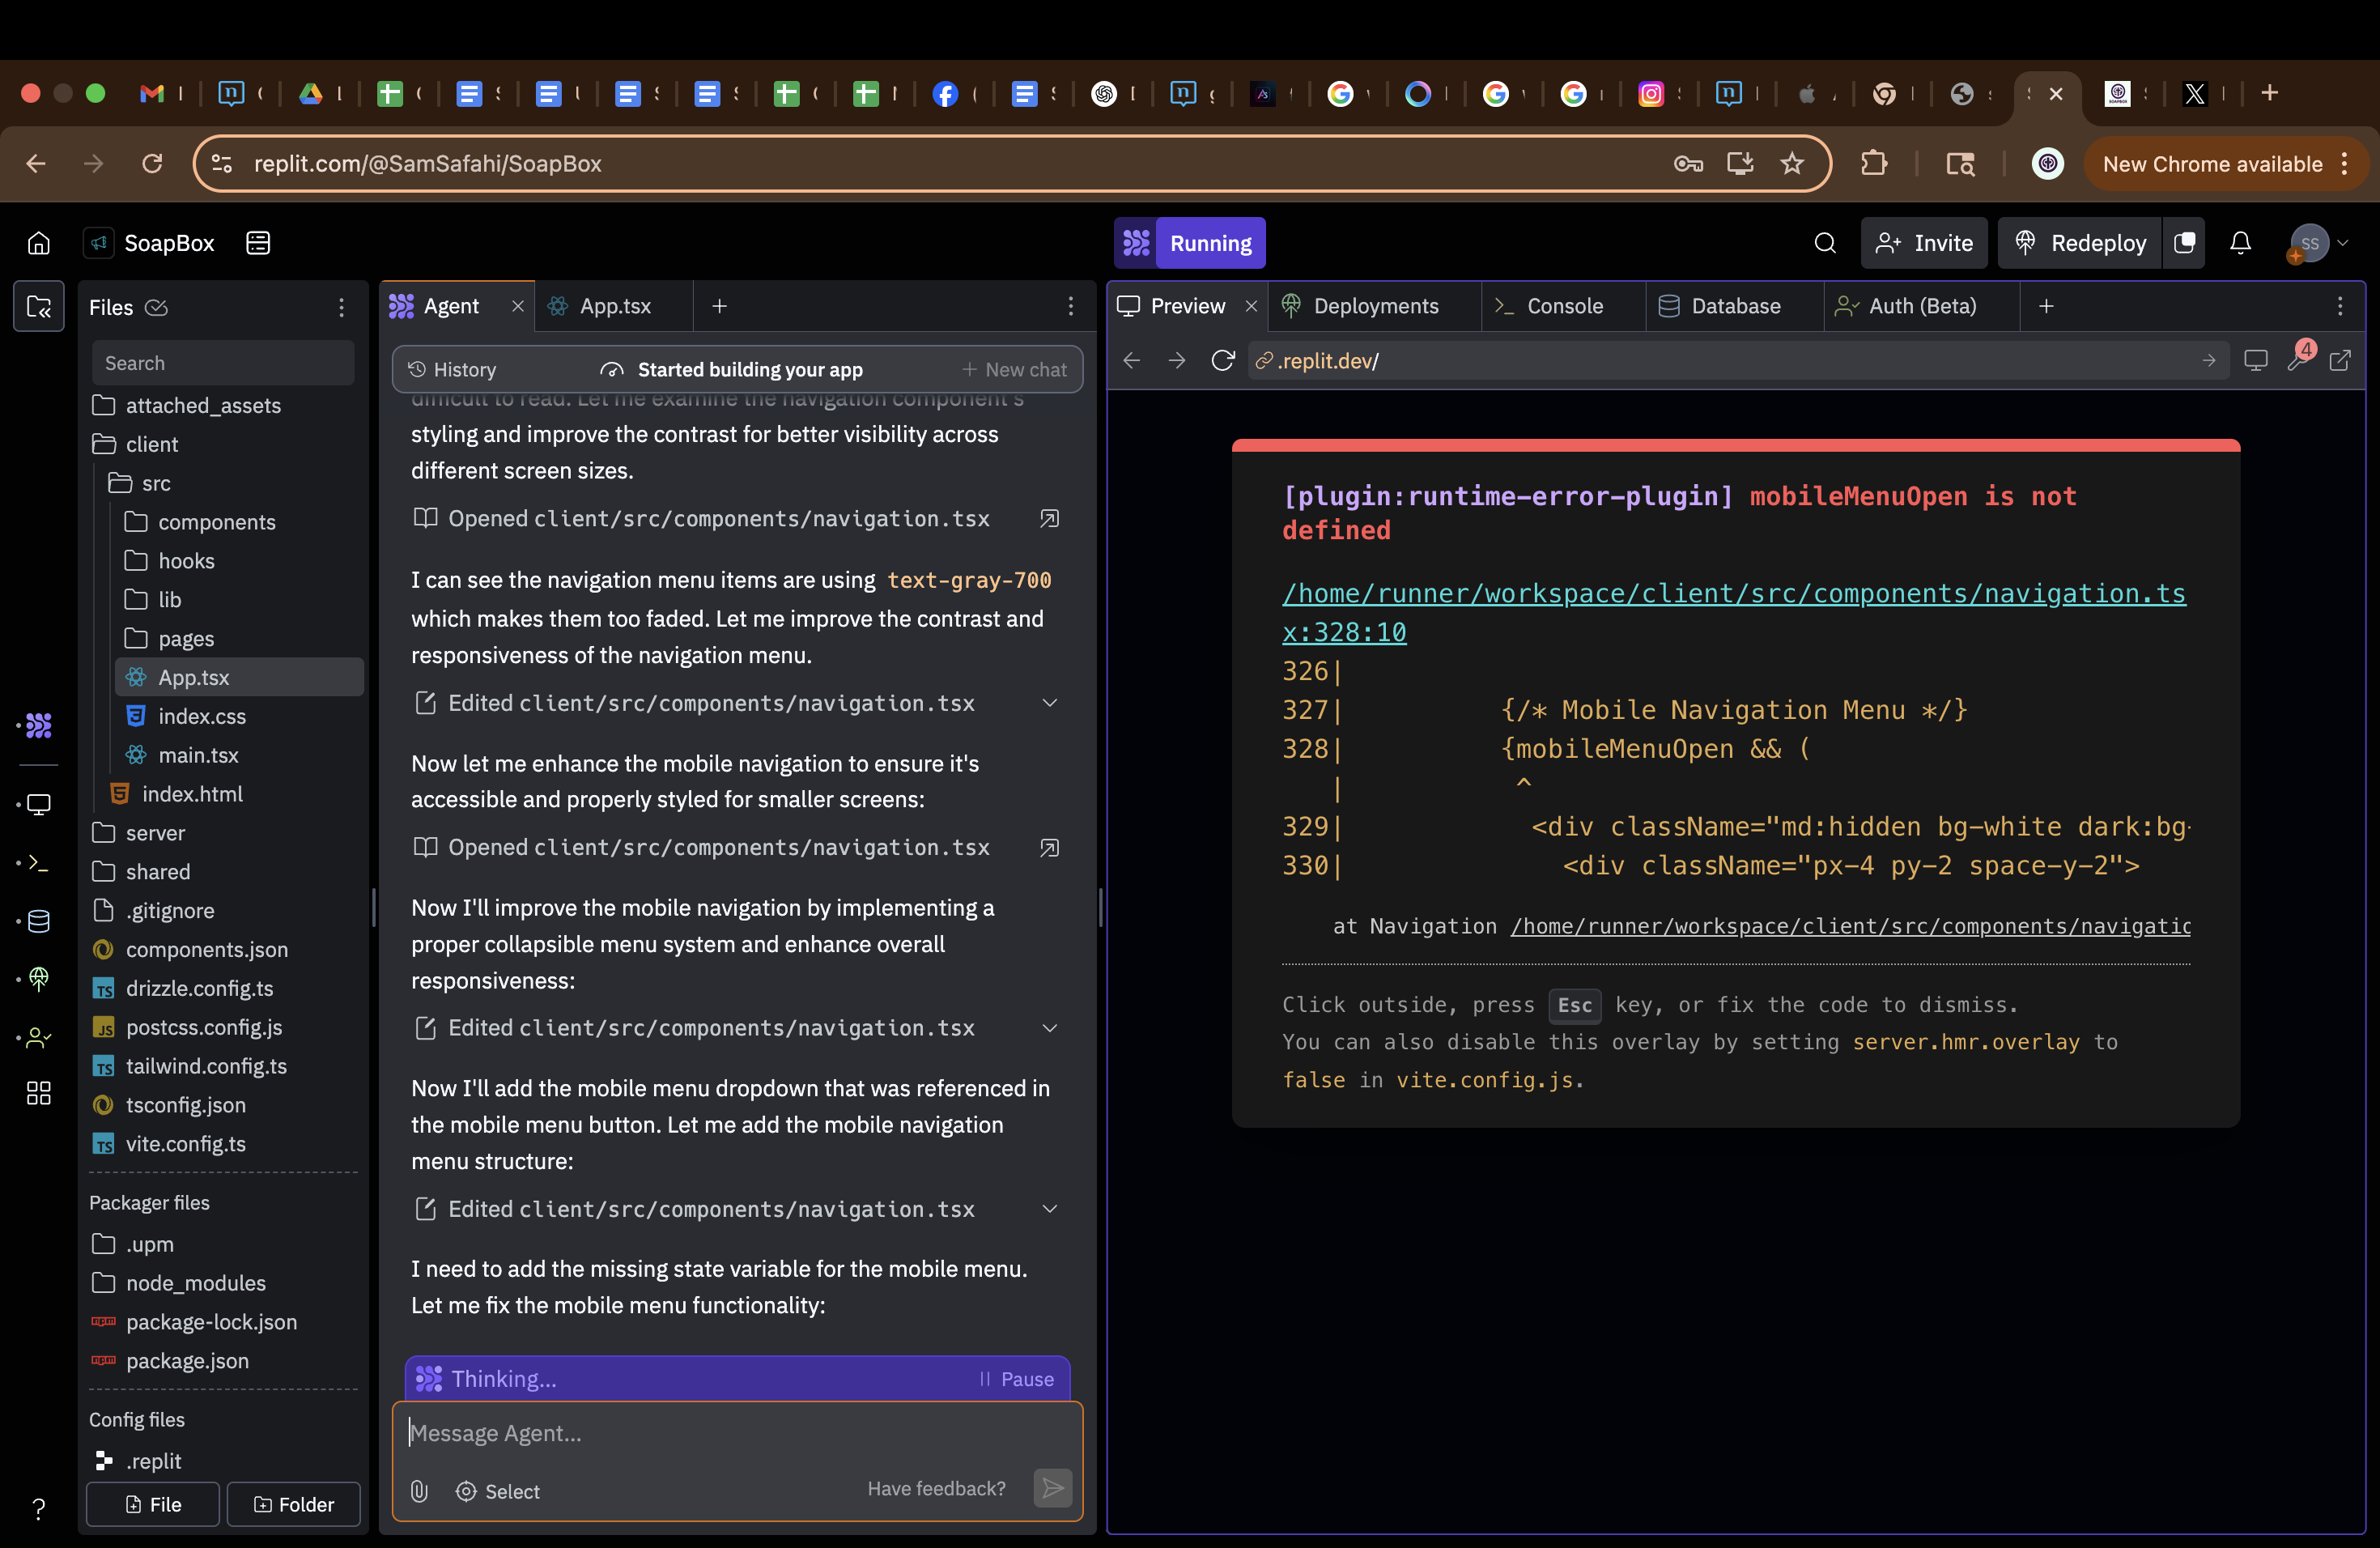 replit.com/@SamSafahi/SoapBox
New Chrome available
SoapBox
Running
Invite
Redeploy
SS
Files
Search
attached_assets
client
src
components
hooks
lib
pages
App.tsx
index.css
main.tsx
index.html
server
shared
.gitignore
components.json
drizzle.config.ts
postcss.config.js
tailwind.config.ts
tsconfig.json
vite.config.ts
Packager files
.upm
node_modules
package-lock.json
package.json
Config files
.replit
File
Folder
Agent
App.tsx
History
Started building your app
New chat
difficult to read. Let me examine the navigation component's
styling and improve the contrast for better visibility across
different screen sizes.
Opened client/src/components/navigation.tsx
I can see the navigation menu items are using text-gray-700
which makes them too faded. Let me improve the contrast and
responsiveness of the navigation menu.
Edited client/src/components/navigation.tsx
Now let me enhance the mobile navigation to ensure it's
accessible and properly styled for smaller screens:
Opened client/src/components/navigation.tsx
Now I'll improve the mobile navigation by implementing a
proper collapsible menu system and enhance overall
responsiveness:
Edited client/src/components/navigation.tsx
Now I'll add the mobile menu dropdown that was referenced in
the mobile menu button. Let me add the mobile navigation
menu structure:
Edited client/src/components/navigation.tsx
I need to add the missing state variable for the mobile menu.
Let me fix the mobile menu functionality:
Thinking...
Pause
Message Agent...
Select
Have feedback?
Preview
Deployments
Console
Database
Auth (Beta)
.replit.dev/
4
[plugin:runtime-error-plugin] mobileMenuOpen is not
defined
/home/runner/workspace/client/src/components/navigation.ts
x:328:10
326|
327| {/* Mobile Navigation Menu */}
328| {mobileMenuOpen && (
| ^
329| <div className="md:hidden bg-white dark:bg-
330| <div className="px-4 py-2 space-y-2">
at Navigation /home/runner/workspace/client/src/components/navigatio
Click outside, press Esc key, or fix the code to dismiss.
You can also disable this overlay by setting server.hmr.overlay to
false in vite.config.js.